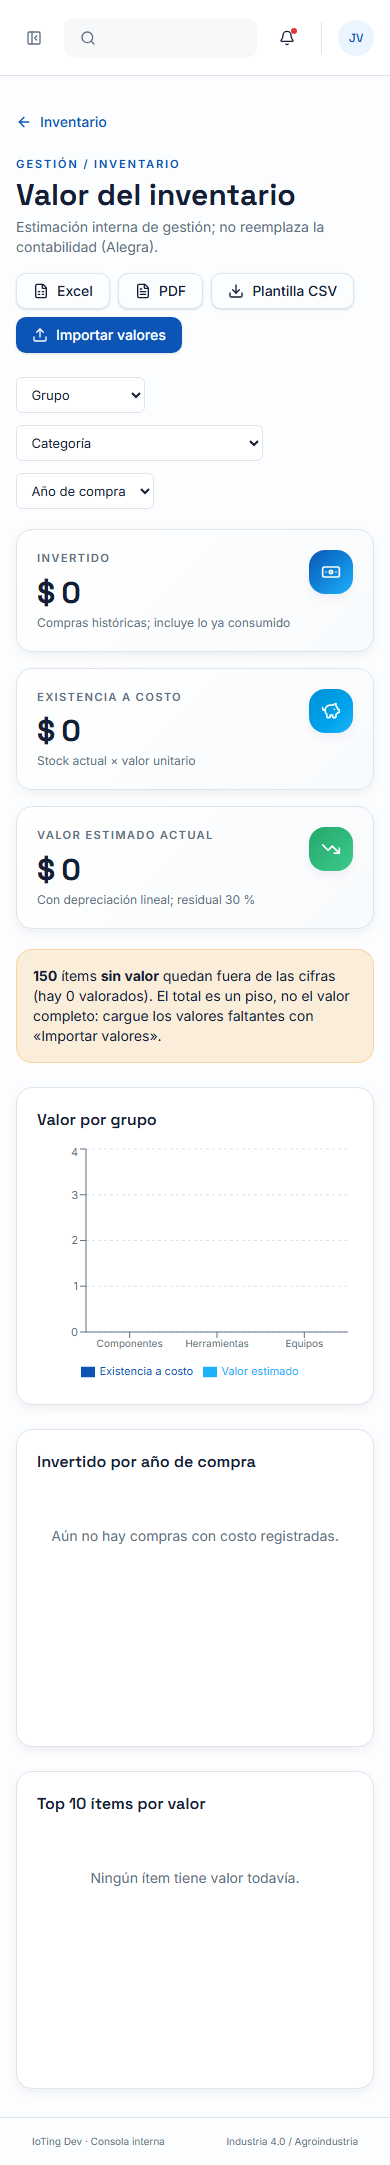 JV
Inventario
GESTIÓN / INVENTARIO
Valor del inventario
Estimación interna de gestión; no reemplaza la
contabilidad (Alegra).
Excel
PDF
Plantilla CSV
Importar valores
Grupo
Categoría
Año de compra
INVERTIDO
$ 0
Compras históricas; incluye lo ya consumido
EXISTENCIA A COSTO
$ 0
Stock actual × valor unitario
VALOR ESTIMADO ACTUAL
$ 0
Con depreciación lineal; residual 30 %
150 ítems sin valor quedan fuera de las cifras
(hay 0 valorados). El total es un piso, no el valor
completo: cargue los valores faltantes con
«Importar valores».
Valor por grupo
4
3
2
1
0
Componentes Herramientas Equipos
Existencia a costo Valor estimado
Invertido por año de compra
Aún no hay compras con costo registradas.
Top 10 ítems por valor
Ningún ítem tiene valor todavía.
IoTing Dev · Consola interna
Industria 4.0 / Agroindustria